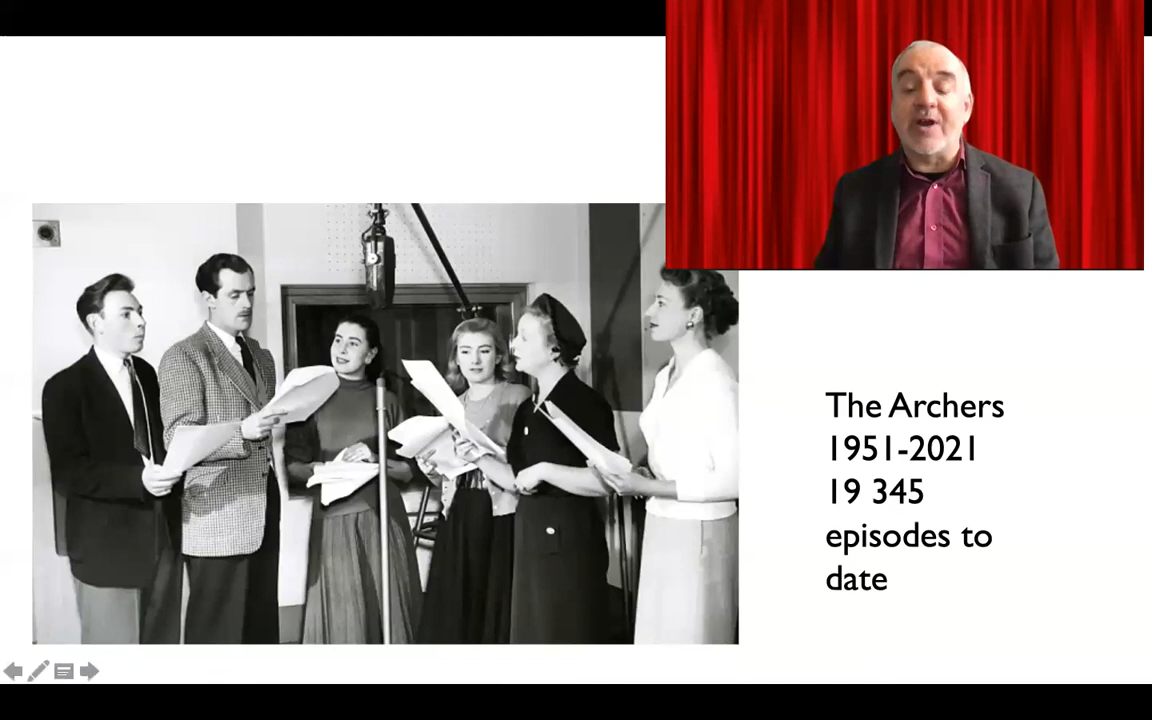 The Archers
1951-2021
19 345
episodes to
date